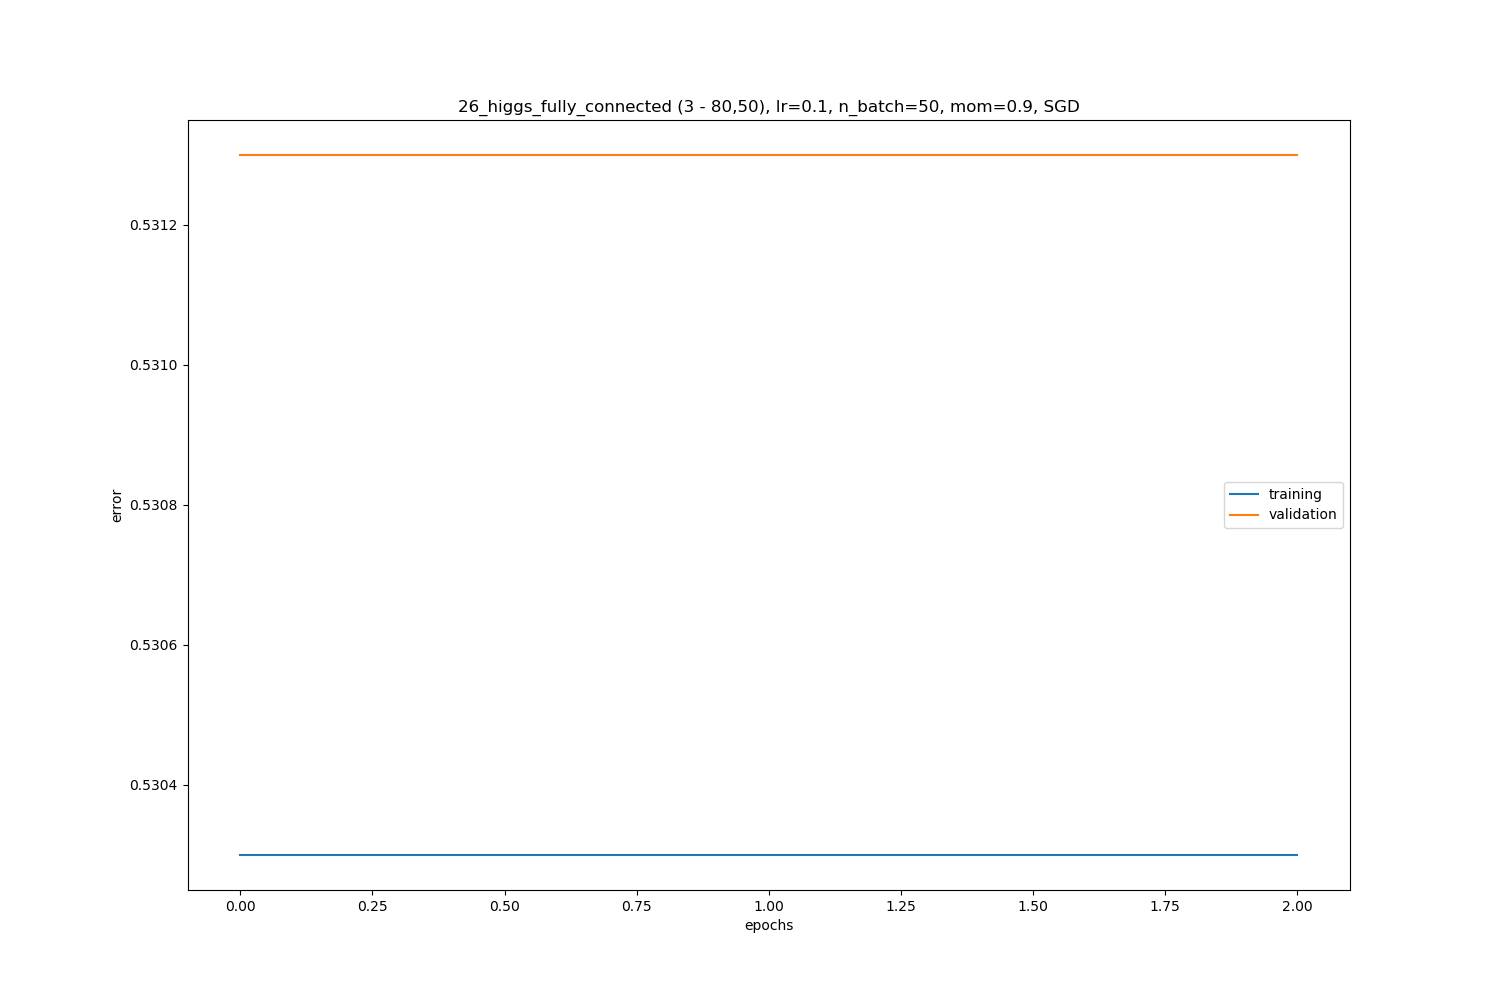 26_higgs_fully_connected (3 - 80,50), lr=0.1, n_batch=50, mom=0.9, SGD
error
0.5312
0.5310
0.5308
0.5306
0.5304
training
validation
0.00 0.25 0.50 0.75 1.00 1.25 1.50 1.75 2.00
epochs